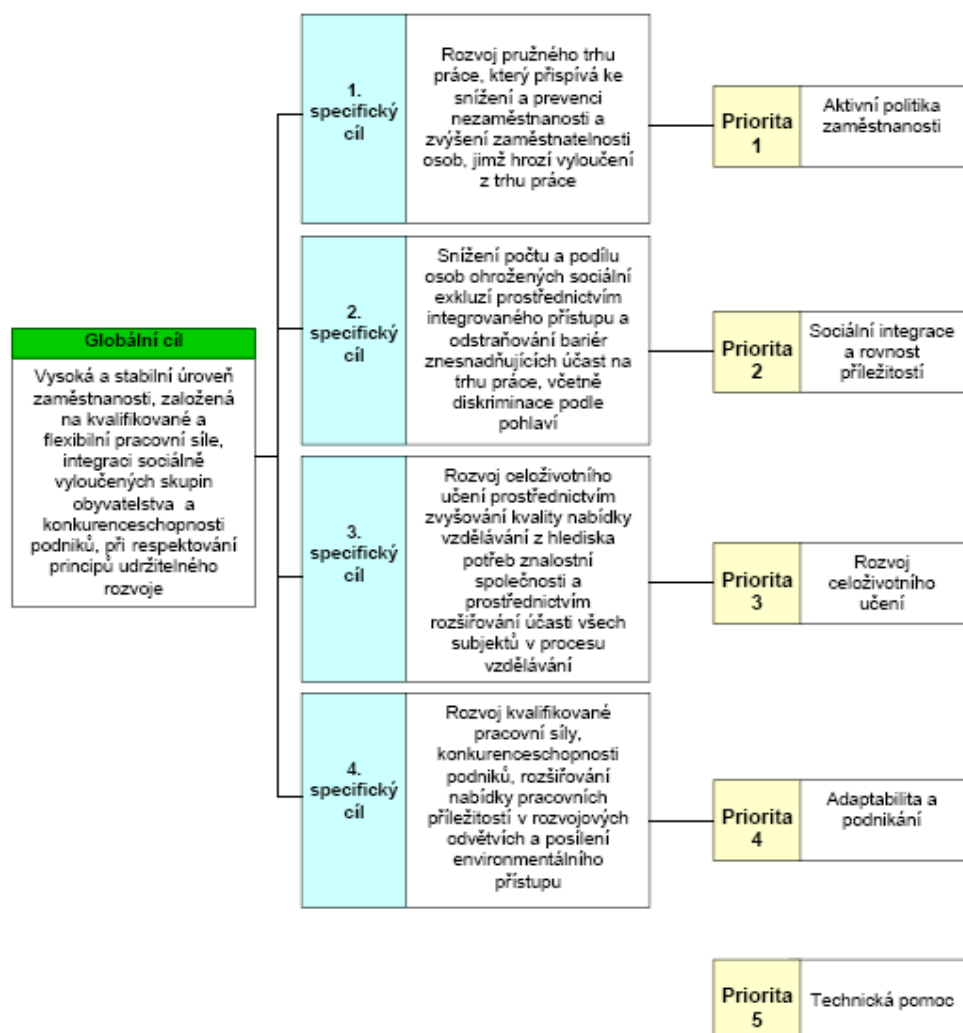 Globální cíl
Vysoká a stabilní úroveň
zaměstnanosti, založená
na kvalifikované a
flexibilní pracovní síle,
integraci sociálně
vyloučených skupin
obyvatelstva a
konkurenceschopnosti
podniků, při respektování
principů udržitelného
rozvoje
1.
specifický
cíl
Rozvoj pružného trhu
práce, který přispívá ke
snížení a prevenci
nezaměstnanosti a
zvýšení zaměstnatelnosti
osob, jimž hrozí vyloučení
z trhu práce
Priorita
1
Aktivní politika
zaměstnanosti
2.
specifický
cíl
Snížení počtu a podílu
osob ohrožených sociální
exkluzí prostřednictvím
integrovaného přístupu a
odstraňování bariér
znesnadňujících účast na
trhu práce, včetně
diskriminace podle
pohlaví
Priorita
2
Sociální integrace
a rovnost
příležitostí
3.
specifický
cíl
Rozvoj celoživotního
učení prostřednictvím
zvyšování kvality nabídky
vzdělávání z hlediska
potřeb znalostní
společnosti a
prostřednictvím
rozšiřování účasti všech
subjektů v procesu
vzdělávání
Priorita
3
Rozvoj
celoživotního
učení
4.
specifický
cíl
Rozvoj kvalifikované
pracovní síly,
konkurenceschopnosti
podniků, rozšiřování
nabídky pracovních
příležitostí v rozvojových
odvětvích a posílení
environmentálního
přístupu
Priorita
4
Adaptabilita a
podnikání
Priorita
5
Technická pomoc